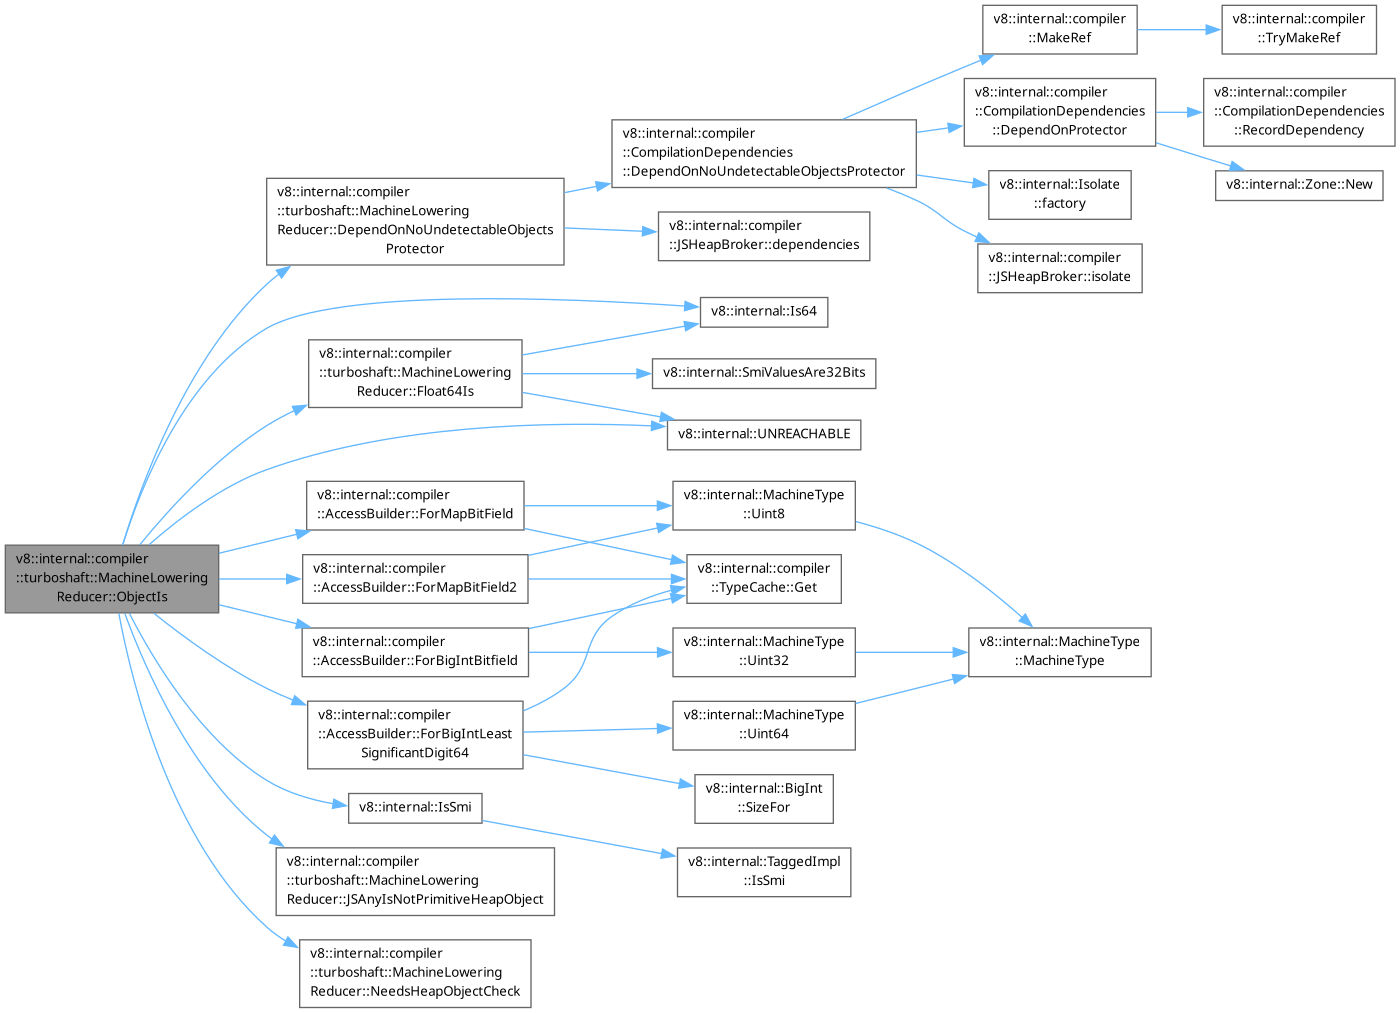 v8::internal::compiler
::turboshaft::MachineLowering
Reducer::ObjectIs
v8::internal::compiler
::turboshaft::MachineLowering
Reducer::DependOnNoUndetectableObjects
Protector
v8::internal::compiler
::CompilationDependencies
::DependOnNoUndetectableObjectsProtector
v8::internal::compiler
::MakeRef
v8::internal::compiler
::TryMakeRef
v8::internal::compiler
::CompilationDependencies
::DependOnProtector
v8::internal::compiler
::CompilationDependencies
::RecordDependency
v8::internal::Zone::New
v8::internal::Isolate
::factory
v8::internal::compiler
::JSHeapBroker::isolate
v8::internal::compiler
::JSHeapBroker::dependencies
v8::internal::Is64
v8::internal::compiler
::turboshaft::MachineLowering
Reducer::Float64Is
v8::internal::SmiValuesAre32Bits
v8::internal::UNREACHABLE
v8::internal::compiler
::AccessBuilder::ForMapBitField
v8::internal::MachineType
::Uint8
v8::internal::compiler
::AccessBuilder::ForMapBitField2
v8::internal::compiler
::TypeCache::Get
v8::internal::compiler
::AccessBuilder::ForBigIntBitfield
v8::internal::MachineType
::Uint32
v8::internal::MachineType
::MachineType
v8::internal::compiler
::AccessBuilder::ForBigIntLeast
SignificantDigit64
v8::internal::MachineType
::Uint64
v8::internal::BigInt
::SizeFor
v8::internal::IsSmi
v8::internal::TaggedImpl
::IsSmi
v8::internal::compiler
::turboshaft::MachineLowering
Reducer::JSAnyIsNotPrimitiveHeapObject
v8::internal::compiler
::turboshaft::MachineLowering
Reducer::NeedsHeapObjectCheck